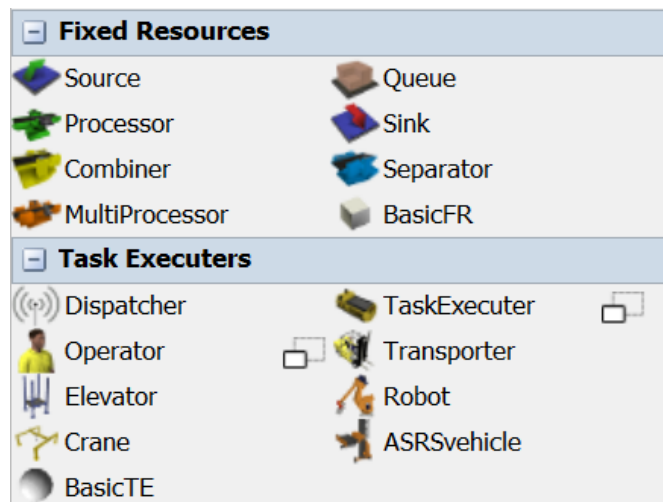 Fixed Resources
Source Queue
Processor Sink
Combiner Separator
MultiProcessor BasicFR
Task Executers
Dispatcher TaskExecuter
Operator Transporter
Elevator Robot
Crane ASRSvehicle
BasicTE